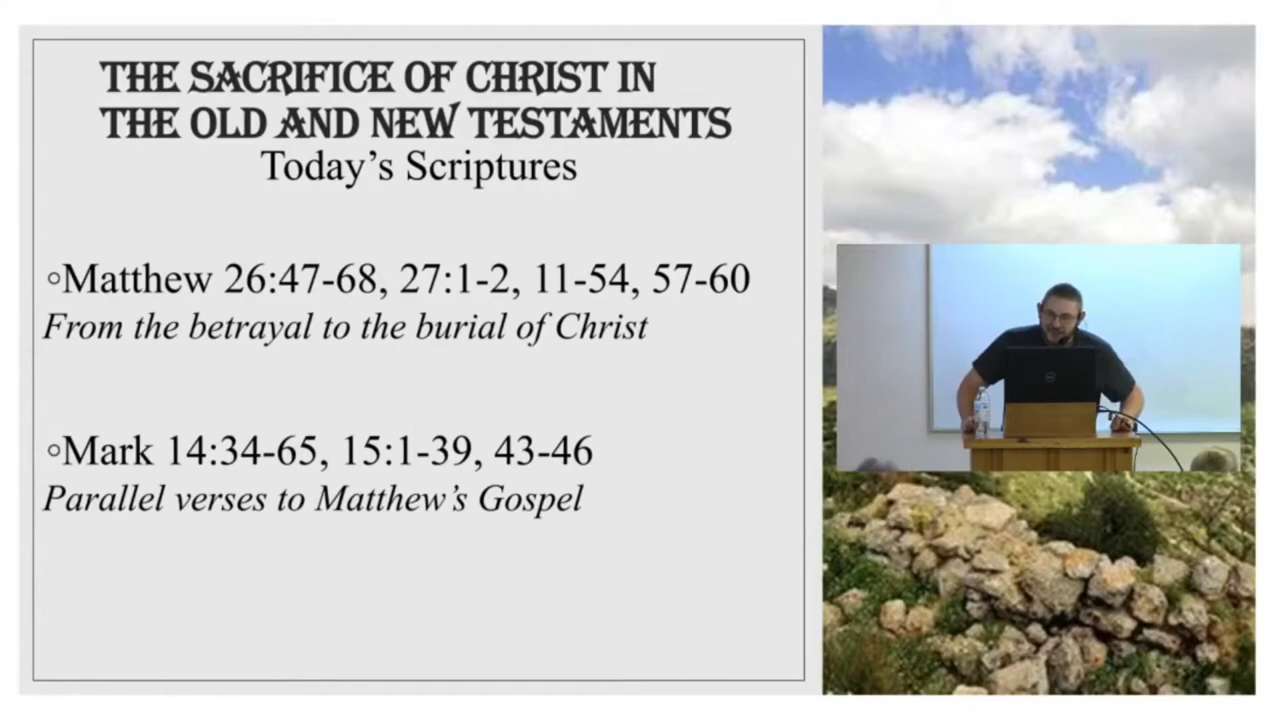 THE SACRIFICE OF CHRIST IN
THE OLD AND NEW TESTAMENTS
Today's Scriptures
◦Matthew 26:47-68, 27:1-2, 11-54, 57-60
From the betrayal to the burial of Christ
◦Mark 14:34-65, 15:1-39, 43-46
Parallel verses to Matthew's Gospel